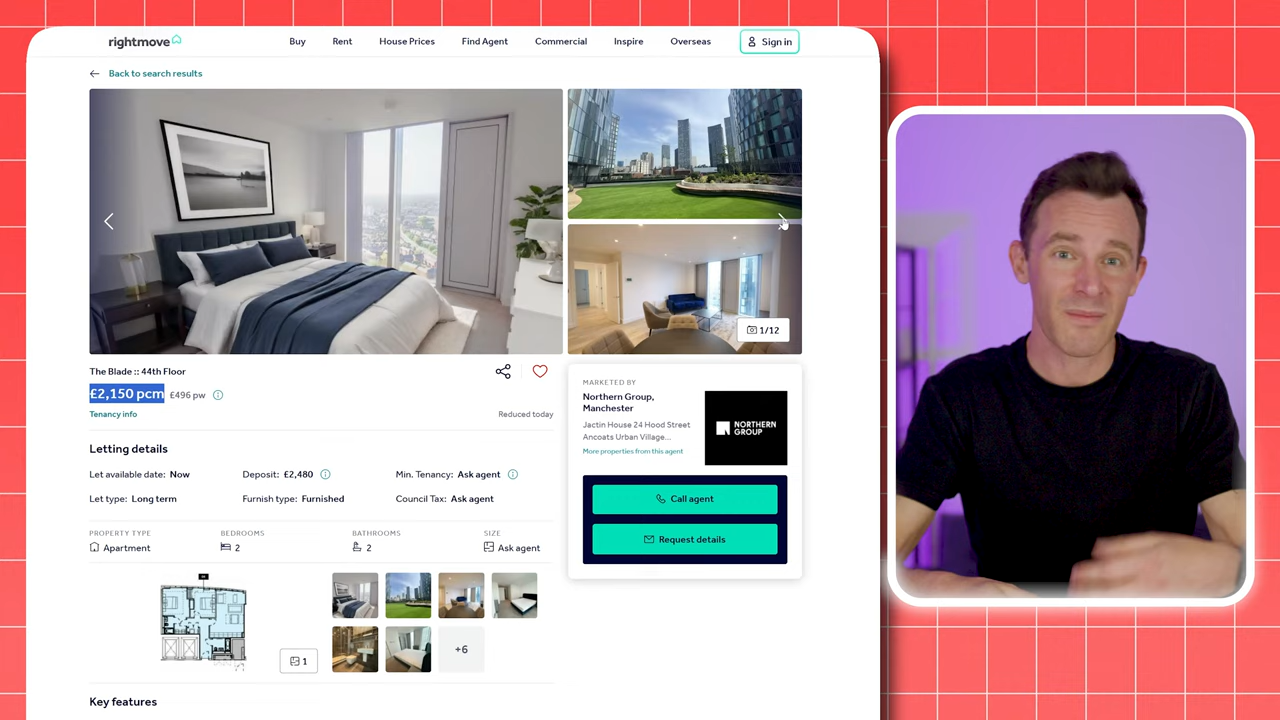 rightmove
Buy
Rent
House Prices
Find Agent
Commercial
Inspire
Overseas
Sign in
Back to search results
1/12
The Blade :: 44th Floor
£2,150 pcm £496 pw
Tenancy info
Reduced today
Letting details
Let available date: Now
Deposit: £2,480
Min. Tenancy: Ask agent
Let type: Long term
Furnish type: Furnished
Council Tax: Ask agent
PROPERTY TYPE
Apartment
BEDROOMS
2
BATHROOMS
2
SIZE
Ask agent
1
+6
Key features
MARKETED BY
Northern Group,
Manchester
Jactin House 24 Hood Street
Ancoats Urban Village...
More properties from this agent
NORTHERN
GROUP
Call agent
Request details